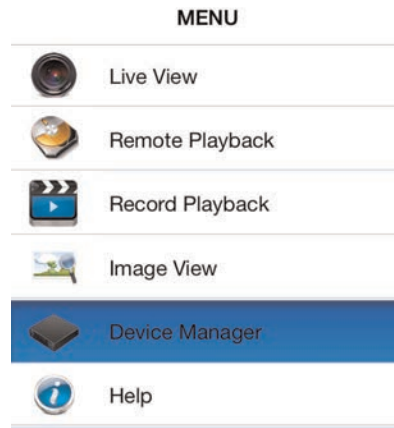 MENU
Live View
Remote Playback
Record Playback
Image View
Device Manager
Help